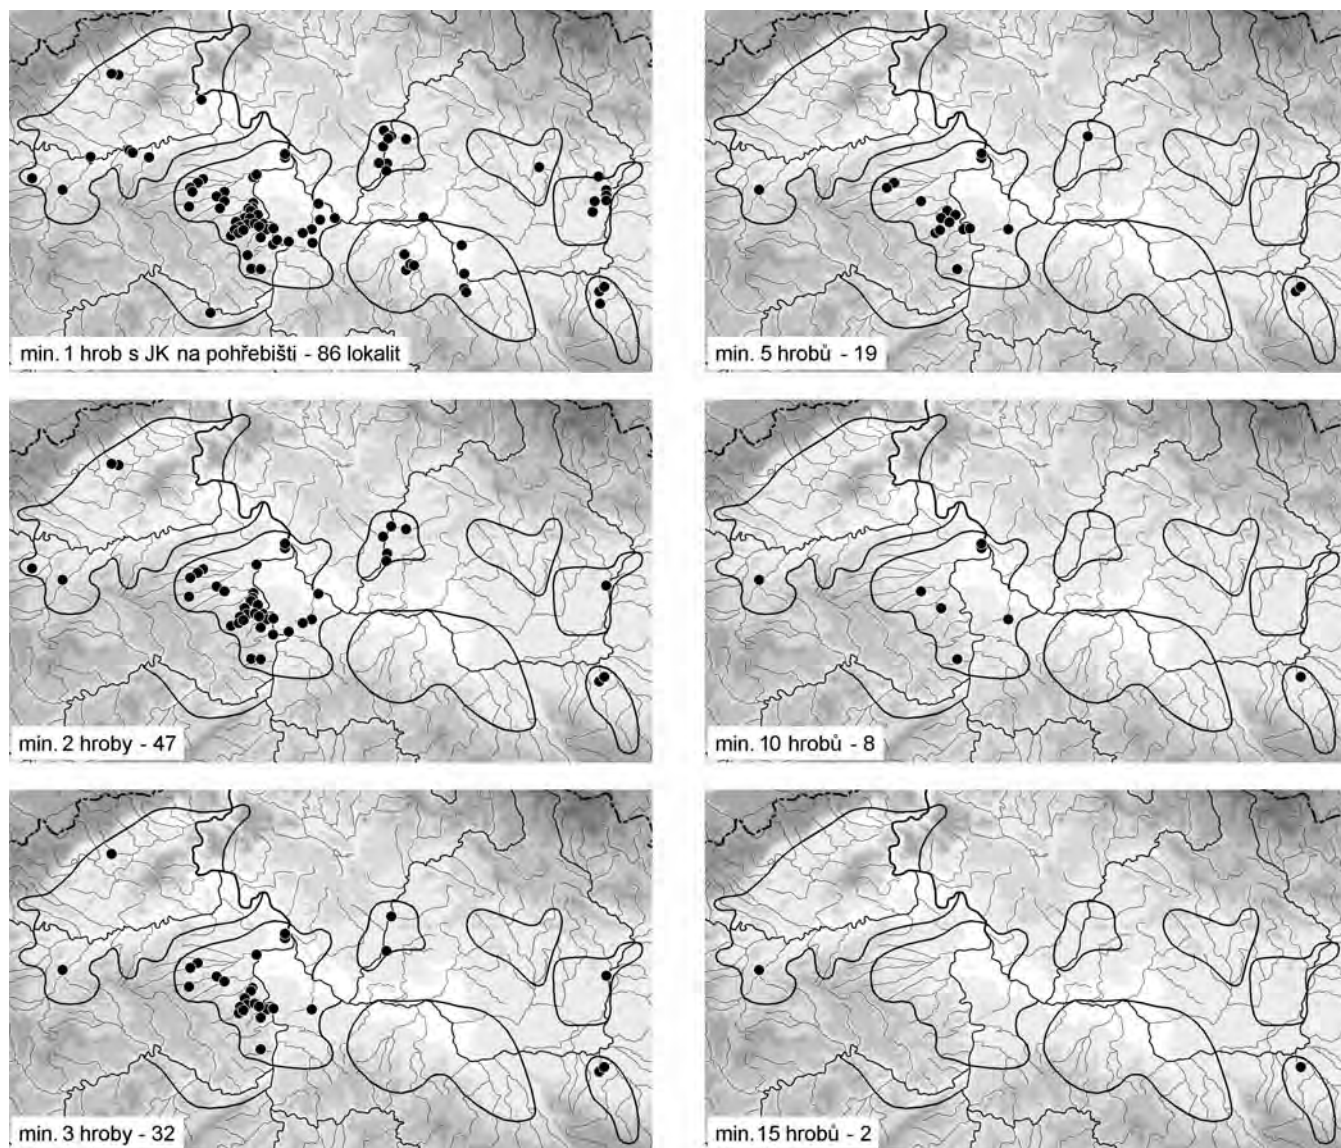 min. 1 hrob s JK na pohřebišti - 86 lokalit
min. 5 hrobů - 19
min. 2 hroby - 47
min. 10 hrobů - 8
min. 3 hroby - 32
min. 15 hrobů - 2